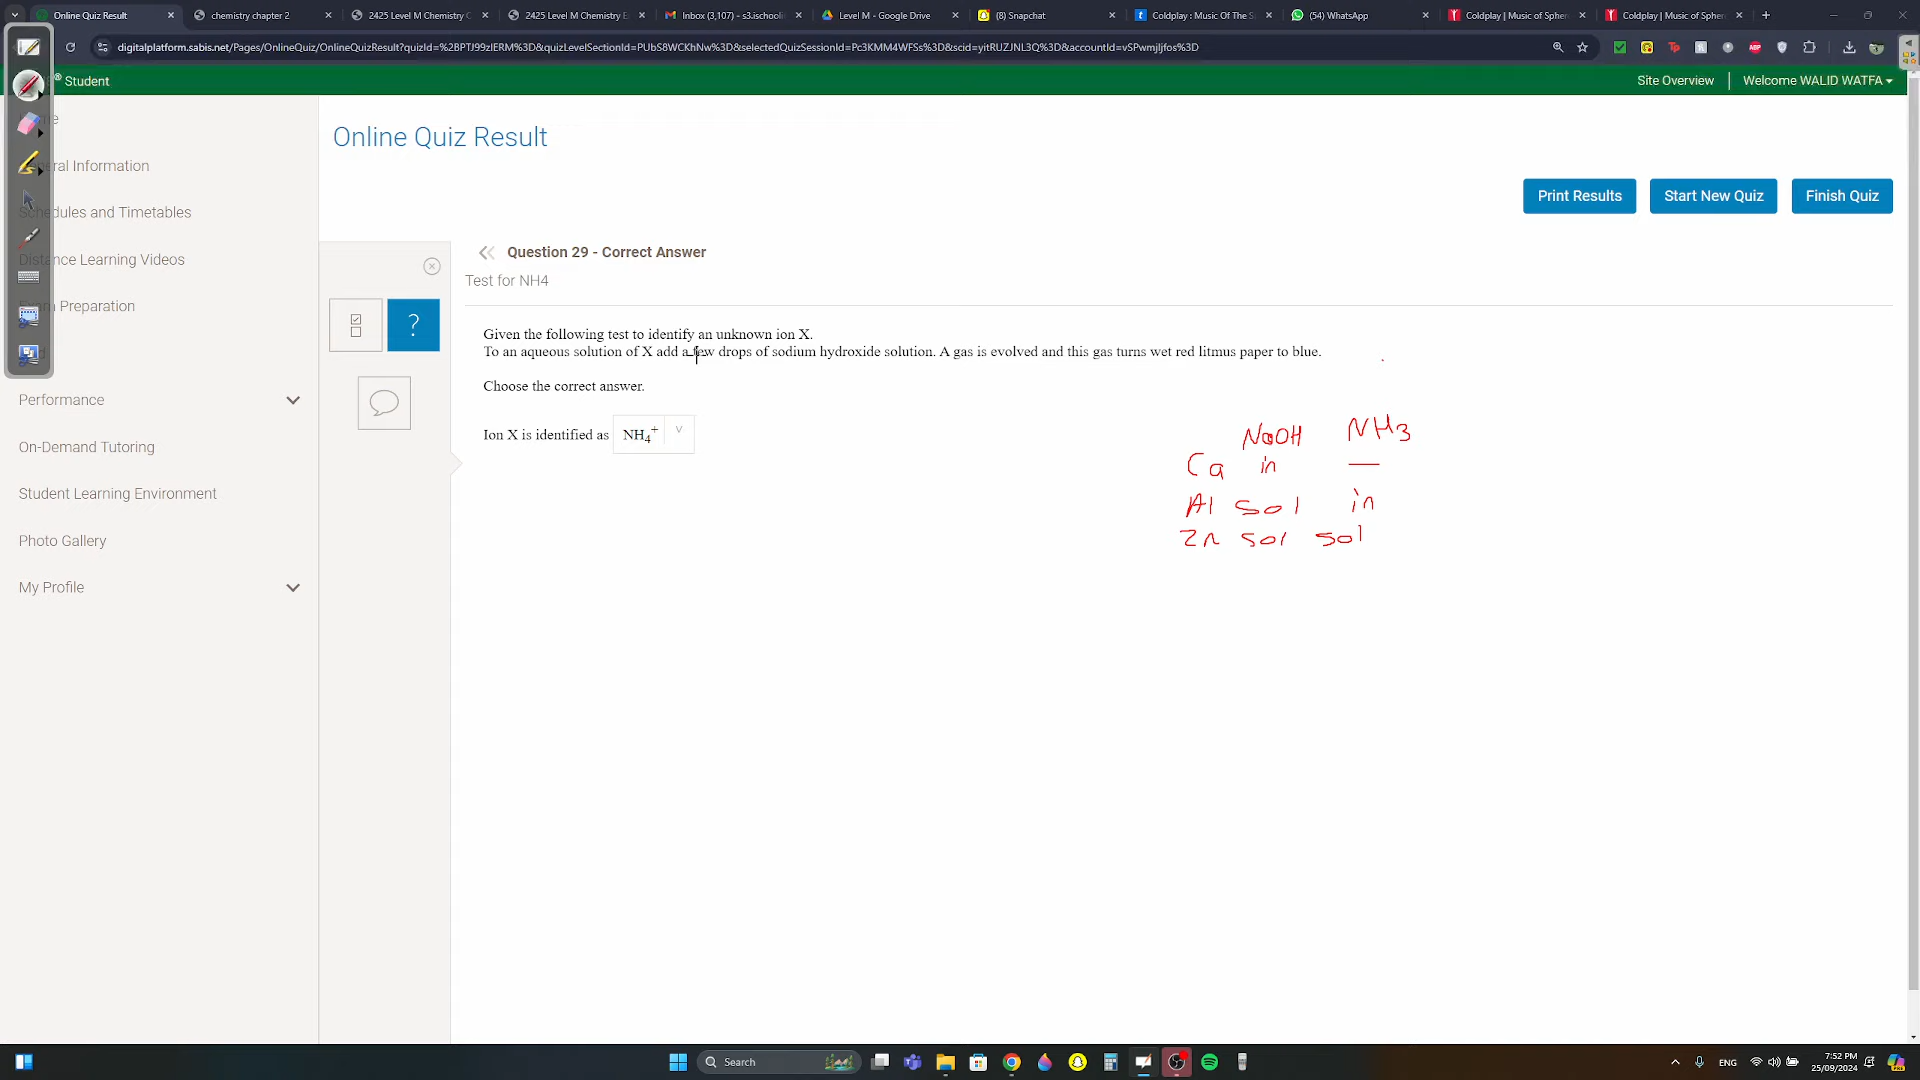 Online Quiz Result
chemistry chapter 2
2425 Level M Chemistry
2425 Level M Chemistry E
Inbox (3,107) - s3.ischooli
Level M - Google Drive
(8) Snapchat
Coldplay : Music Of The S
(54) WhatsApp
Coldplay | Music of Spher
Coldplay | Music of Spher
digitalplatform.sabis.net/Pages/OnlineQuiz/OnlineQuizResult?quizId=%2BPTJ99zlERM%3D&quizLevelSectionId=PUbS8WCKhNw%3D&selectedQuizSessionId=Pc3KMM4WFSs%3D&scid=yitRUZJNL3Q%3D&accountId=vSPwmjIjfos%3D
® Student
Site Overview
Welcome WALID WATFA
General Information
Schedules and Timetables
Distance Learning Videos
Exam Preparation
Performance
On-Demand Tutoring
Student Learning Environment
Photo Gallery
My Profile
Online Quiz Result
Print Results
Start New Quiz
Finish Quiz
Question 29 - Correct Answer
Test for NH4
?
Given the following test to identify an unknown ion X.
To an aqueous solution of X add a few drops of sodium hydroxide solution. A gas is evolved and this gas turns wet red litmus paper to blue.
Choose the correct answer.
Ion X is identified as NH₄⁺
NaOH NH3
Ca in —
Al sol in
Zn sol sol
Search
ENG
7:52 PM
25/09/2024